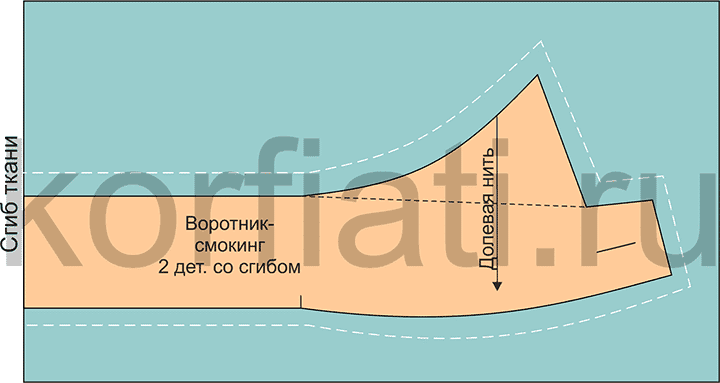 Сгиб ткани
korfiati.ru
Воротник-
смокинг
2 дет. со сгибом
Долевая нить